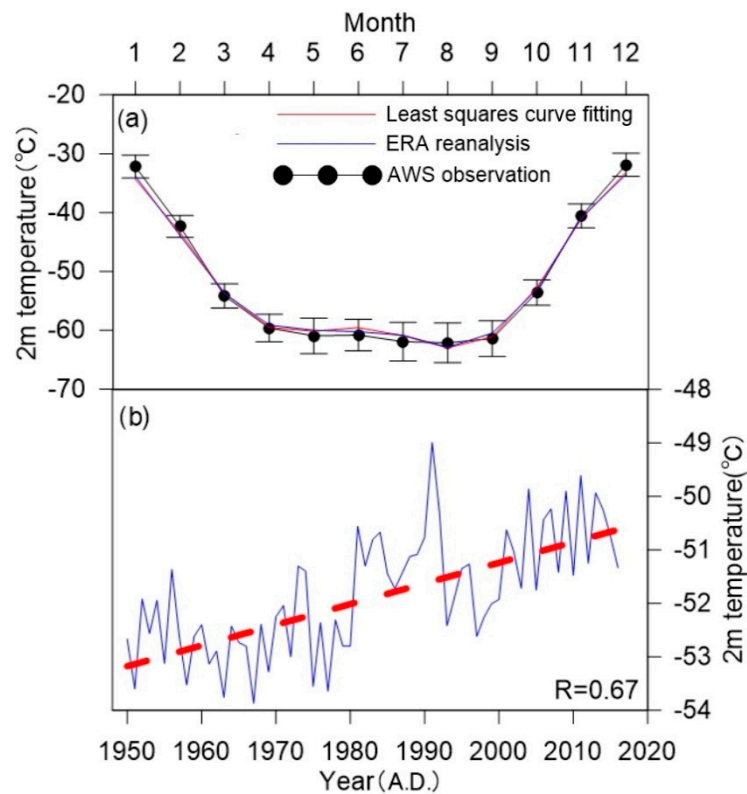 Month
1 2 3 4 5 6 7 8 9 10 11 12
-20
-30
-40
-50
-60
-70
2m temperature(℃)
(a)
Least squares curve fitting
ERA reanalysis
AWS observation
(b)
-48
-49
-50
-51
-52
-53
-54
2m temperature(℃)
R=0.67
1950 1960 1970 1980 1990 2000 2010 2020
Year(A.D.)